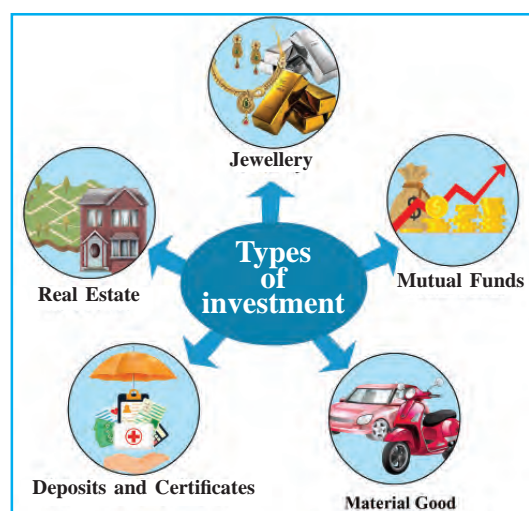 Jewellery
Real Estate
Types
of
investment
Mutual Funds
Deposits and Certificates
Material Good
$